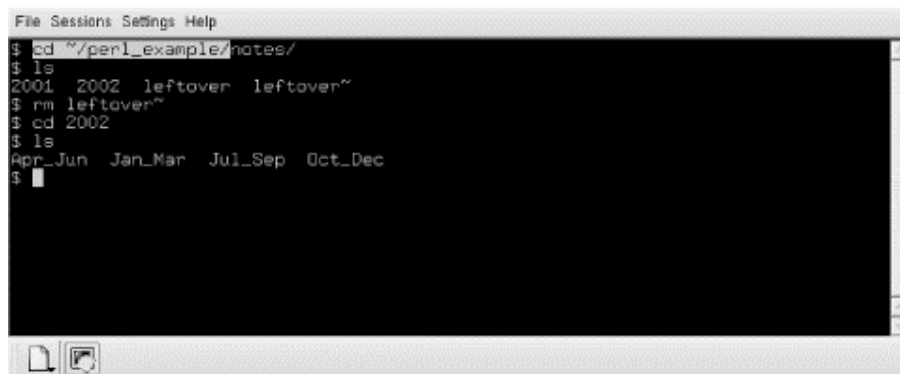 File Sessions Settings Help
$ cd ~/perl_example/notes/
$ ls
2001  2002  leftover  leftover~
$ rm leftover~
$ cd 2002
$ ls
Apr_Jun  Jan_Mar  Jul_Sep  Oct_Dec
$